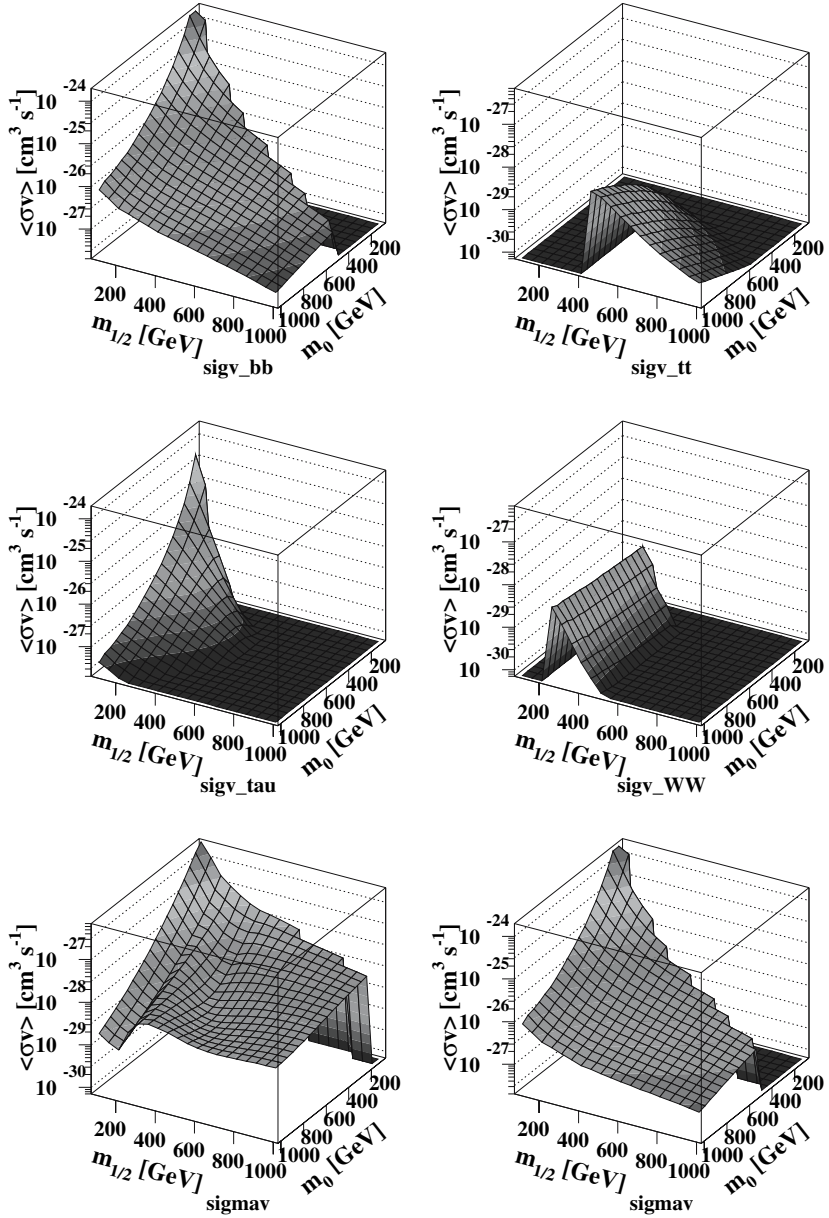 <σv> [cm³ s⁻¹]
10⁻²⁴
10⁻²⁵
10⁻²⁶
10⁻²⁷
200 400 600 800 1000
m₁/₂ [GeV]
1000 800 600 400 200
m₀ [GeV]
sigv_bb
<σv> [cm³ s⁻¹]
10⁻²⁷
10⁻²⁸
10⁻²⁹
10⁻³⁰
200 400 600 800 1000
m₁/₂ [GeV]
1000 800 600 400 200
m₀ [GeV]
sigv_tt
<σv> [cm³ s⁻¹]
10⁻²⁴
10⁻²⁵
10⁻²⁶
10⁻²⁷
200 400 600 800 1000
m₁/₂ [GeV]
1000 800 600 400 200
m₀ [GeV]
sigv_tau
<σv> [cm³ s⁻¹]
10⁻²⁷
10⁻²⁸
10⁻²⁹
10⁻³⁰
200 400 600 800 1000
m₁/₂ [GeV]
1000 800 600 400 200
m₀ [GeV]
sigv_WW
<σv> [cm³ s⁻¹]
10⁻²⁷
10⁻²⁸
10⁻²⁹
10⁻³⁰
200 400 600 800 1000
m₁/₂ [GeV]
1000 800 600 400 200
m₀ [GeV]
sigmav
<σv> [cm³ s⁻¹]
10⁻²⁴
10⁻²⁵
10⁻²⁶
10⁻²⁷
200 400 600 800 1000
m₁/₂ [GeV]
1000 800 600 400 200
m₀ [GeV]
sigmav